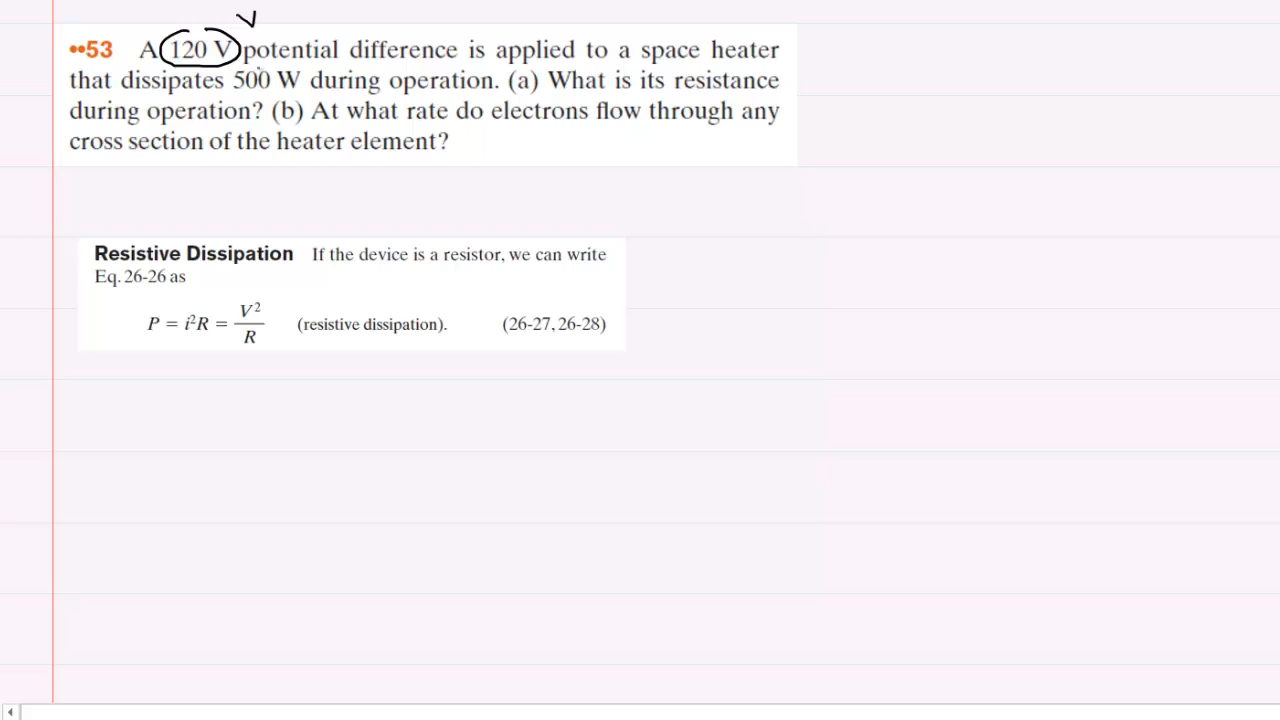 V
••53 A 120 V potential difference is applied to a space heater
that dissipates 500 W during operation. (a) What is its resistance
during operation? (b) At what rate do electrons flow through any
cross section of the heater element?
Resistive Dissipation If the device is a resistor, we can write
Eq. 26-26 as
P = i²R = V²/R (resistive dissipation). (26-27, 26-28)